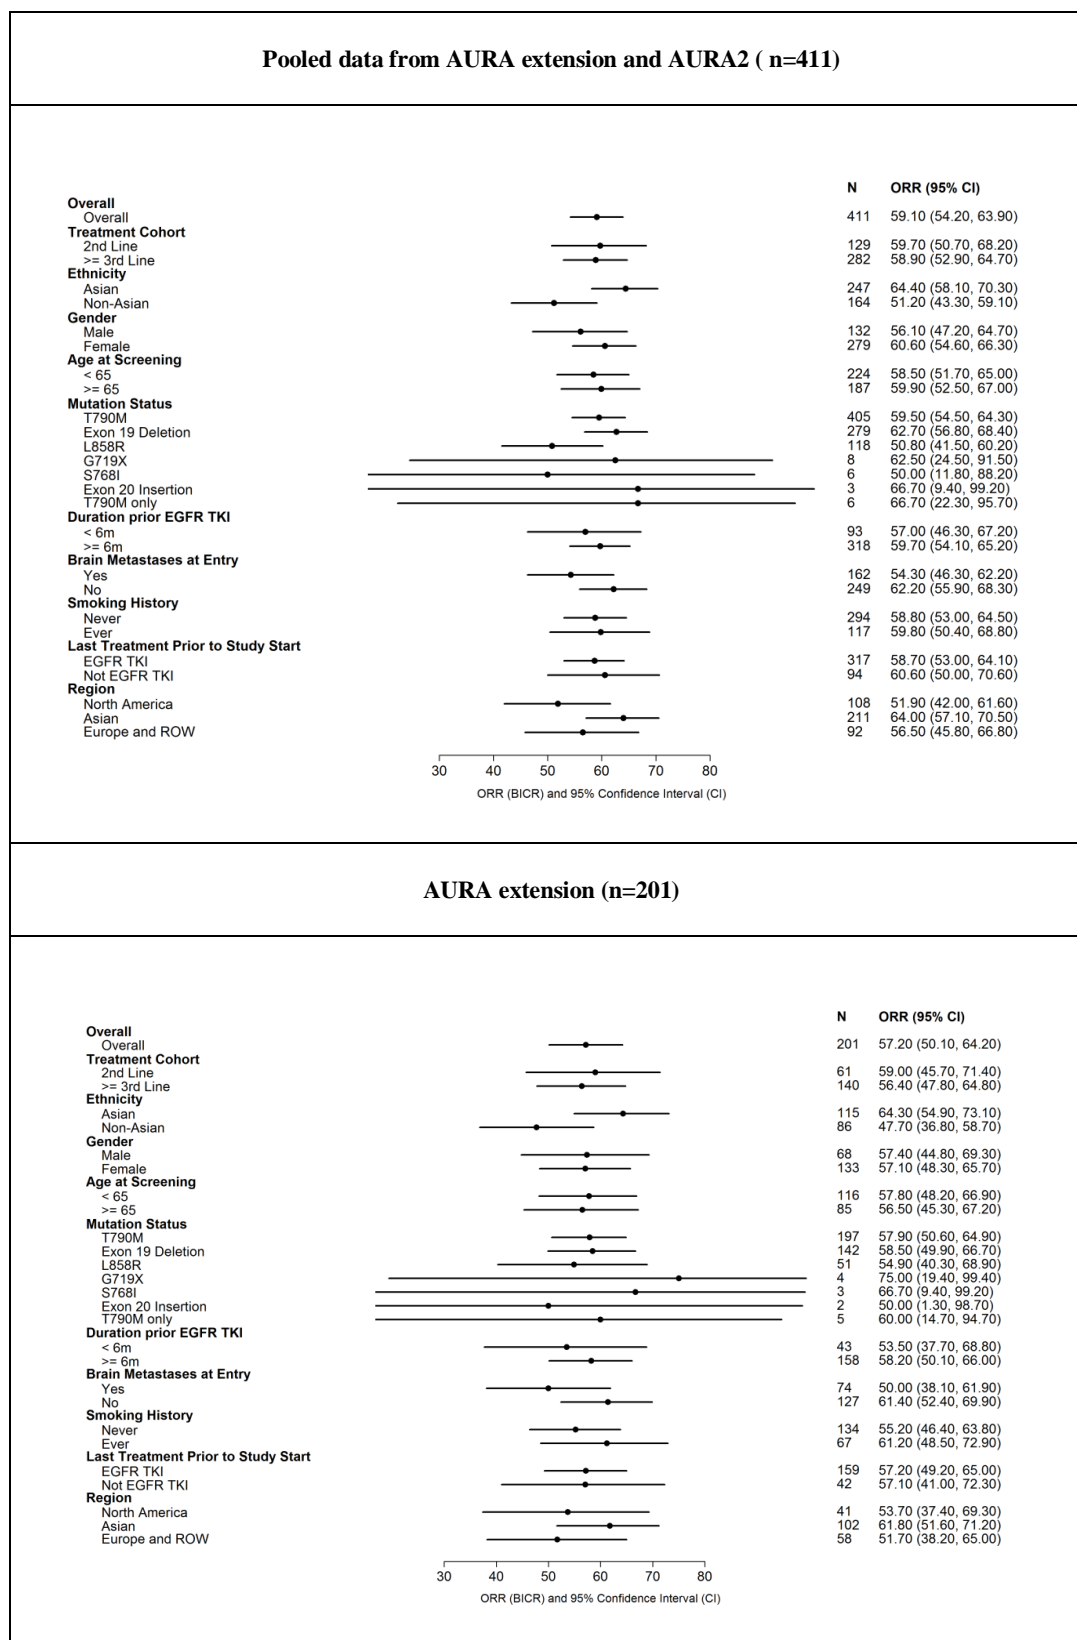 Pooled data from AURA extension and AURA2 ( n=411)
N ORR (95% CI)
Overall
Overall 411 59.10 (54.20, 63.90)
Treatment Cohort
2nd Line 129 59.70 (50.70, 68.20)
>= 3rd Line 282 58.90 (52.90, 64.70)
Ethnicity
Asian 247 64.40 (58.10, 70.30)
Non-Asian 164 51.20 (43.30, 59.10)
Gender
Male 132 56.10 (47.20, 64.70)
Female 279 60.60 (54.60, 66.30)
Age at Screening
< 65 224 58.50 (51.70, 65.00)
>= 65 187 59.90 (52.50, 67.00)
Mutation Status
T790M 405 59.50 (54.50, 64.30)
Exon 19 Deletion 279 62.70 (56.80, 68.40)
L858R 118 50.80 (41.50, 60.20)
G719X 8 62.50 (24.50, 91.50)
S768I 6 50.00 (11.80, 88.20)
Exon 20 Insertion 3 66.70 (9.40, 99.20)
T790M only 6 66.70 (22.30, 95.70)
Duration prior EGFR TKI
< 6m 93 57.00 (46.30, 67.20)
>= 6m 318 59.70 (54.10, 65.20)
Brain Metastases at Entry
Yes 162 54.30 (46.30, 62.20)
No 249 62.20 (55.90, 68.30)
Smoking History
Never 294 58.80 (53.00, 64.50)
Ever 117 59.80 (50.40, 68.80)
Last Treatment Prior to Study Start
EGFR TKI 317 58.70 (53.00, 64.10)
Not EGFR TKI 94 60.60 (50.00, 70.60)
Region
North America 108 51.90 (42.00, 61.60)
Asian 211 64.00 (57.10, 70.50)
Europe and ROW 92 56.50 (45.80, 66.80)
30 40 50 60 70 80
ORR (BICR) and 95% Confidence Interval (CI)
AURA extension (n=201)
N ORR (95% CI)
Overall
Overall 201 57.20 (50.10, 64.20)
Treatment Cohort
2nd Line 61 59.00 (45.70, 71.40)
>= 3rd Line 140 56.40 (47.80, 64.80)
Ethnicity
Asian 115 64.30 (54.90, 73.10)
Non-Asian 86 47.70 (36.80, 58.70)
Gender
Male 68 57.40 (44.80, 69.30)
Female 133 57.10 (48.30, 65.70)
Age at Screening
< 65 116 57.80 (48.20, 66.90)
>= 65 85 56.50 (45.30, 67.20)
Mutation Status
T790M 197 57.90 (50.60, 64.90)
Exon 19 Deletion 142 58.50 (49.90, 66.70)
L858R 51 54.90 (40.30, 68.90)
G719X 4 75.00 (19.40, 99.40)
S768I 3 66.70 (9.40, 99.20)
Exon 20 Insertion 2 50.00 (1.30, 98.70)
T790M only 5 60.00 (14.70, 94.70)
Duration prior EGFR TKI
< 6m 43 53.50 (37.70, 68.80)
>= 6m 158 58.20 (50.10, 66.00)
Brain Metastases at Entry
Yes 74 50.00 (38.10, 61.90)
No 127 61.40 (52.40, 69.90)
Smoking History
Never 134 55.20 (46.40, 63.80)
Ever 67 61.20 (48.50, 72.90)
Last Treatment Prior to Study Start
EGFR TKI 159 57.20 (49.20, 65.00)
Not EGFR TKI 42 57.10 (41.00, 72.30)
Region
North America 41 53.70 (37.40, 69.30)
Asian 102 61.80 (51.60, 71.20)
Europe and ROW 58 51.70 (38.20, 65.00)
30 40 50 60 70 80
ORR (BICR) and 95% Confidence Interval (CI)